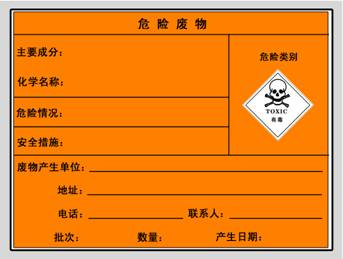 危险废物
主要成分：
危险类别
化学名称：
TOXIC
有毒
危险情况：
安全措施：
废物产生单位：
地址：
电话： 联系人：
批次： 数量： 产生日期：